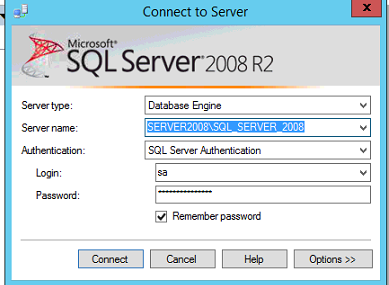 Connect to Server
x
Microsoft®
SQL Server® 2008 R2
Server type: Database Engine
Server name: SERVER2008\SQL_SERVER_2008
Authentication: SQL Server Authentication
Login: sa
Password: ***************
Remember password
Connect Cancel Help Options >>